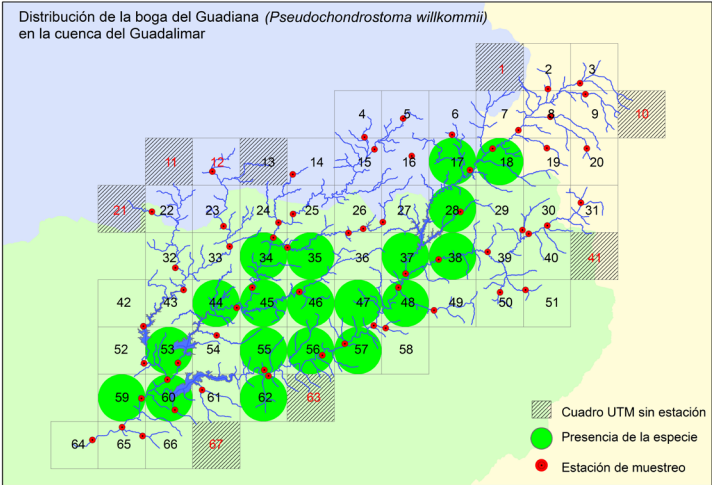 Distribución de la boga del Guadiana (Pseudochondrostoma willkommii)
en la cuenca del Guadalimar
1 2 3
4 5 6 7 8 9 10
11 12 13 14 15 16 17 18 19 20
21 22 23 24 25 26 27 28 29 30 31
32 33 34 35 36 37 38 39 40 41
42 43 44 45 46 47 48 49 50 51
52 53 54 55 56 57 58
59 60 61 62 63
64 65 66 67
Cuadro UTM sin estación
Presencia de la especie
Estación de muestreo